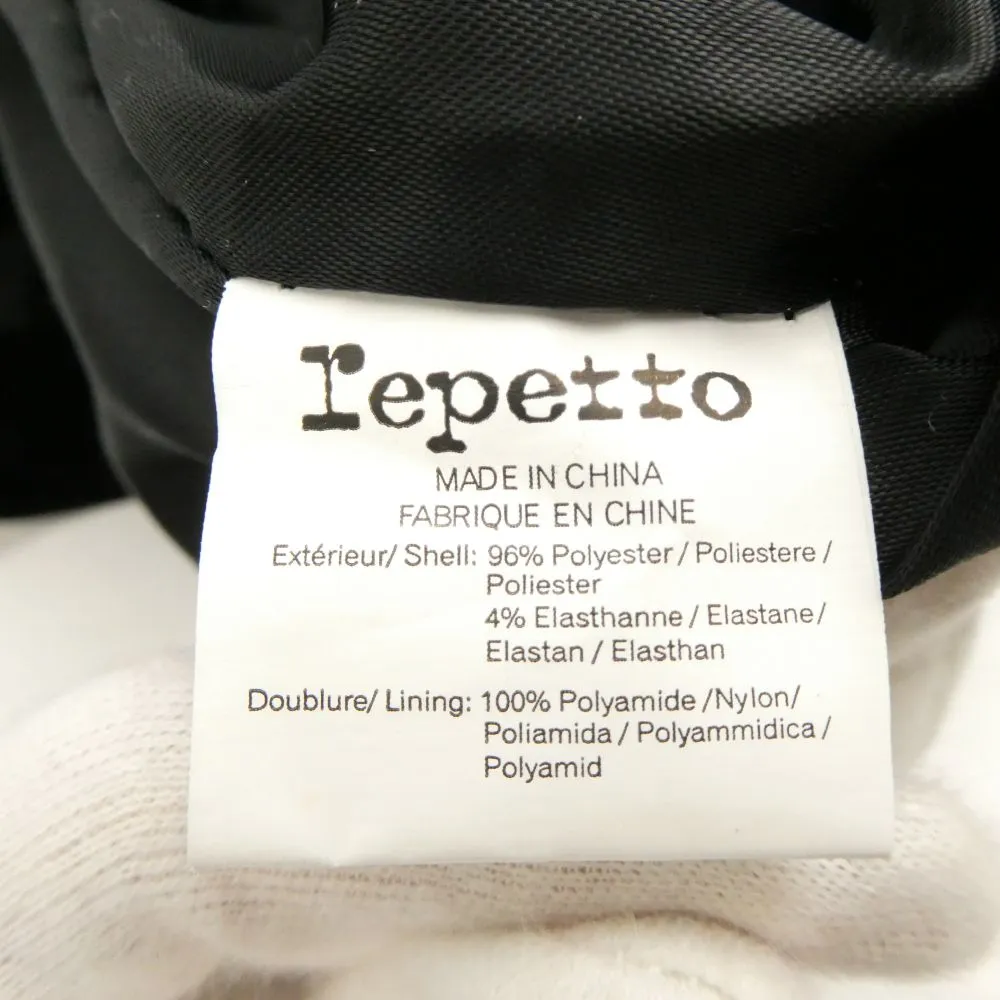 repetto
MADE IN CHINA
FABRIQUE EN CHINE
Extérieur/ Shell: 96% Polyester / Poliestere /
Poliester
4% Elasthanne / Elastane/
Elastan / Elasthan
Doublure/ Lining: 100% Polyamide /Nylon/
Poliamida / Polyammidica /
Polyamid